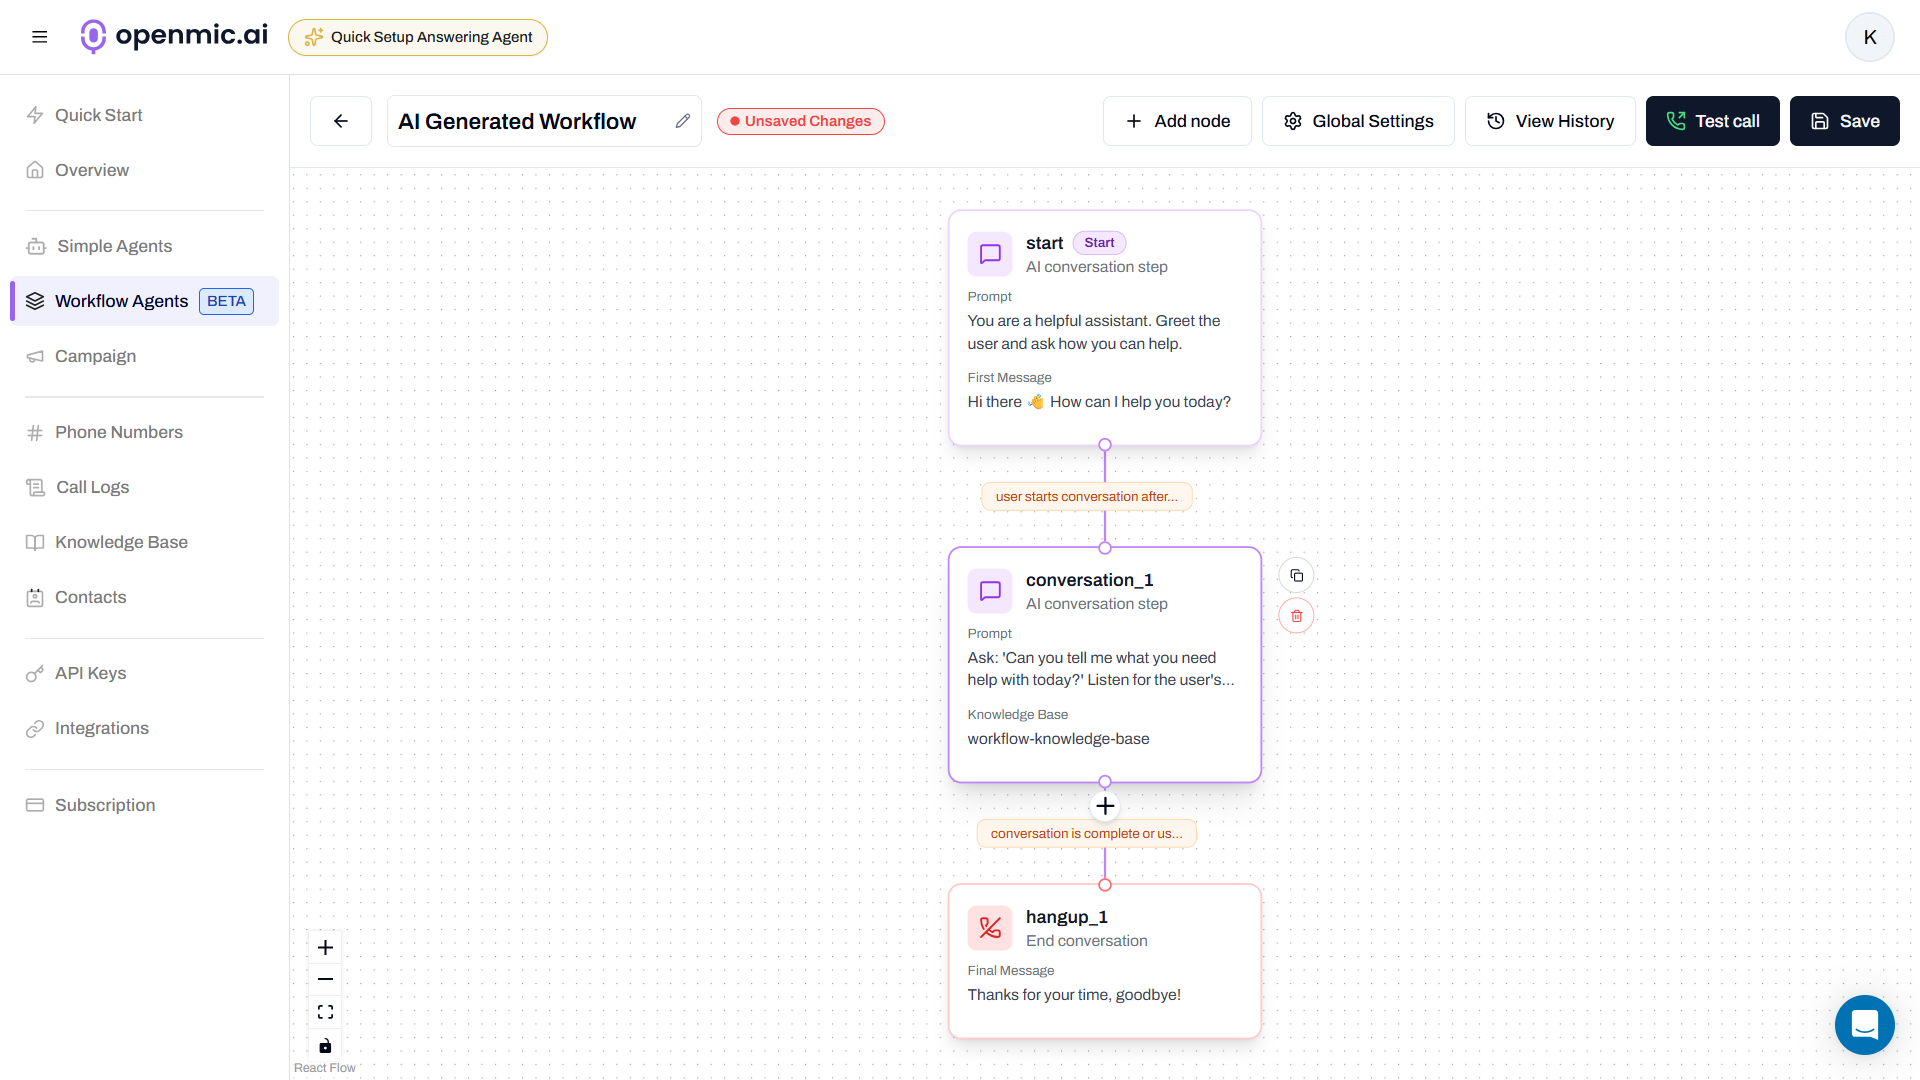 openmic.ai
Quick Setup Answering Agent
K
Quick Start
Overview
Simple Agents
Workflow Agents BETA
Campaign
Phone Numbers
Call Logs
Knowledge Base
Contacts
API Keys
Integrations
Subscription
AI Generated Workflow
Unsaved Changes
Add node
Global Settings
View History
Test call
Save
start Start
AI conversation step
Prompt
You are a helpful assistant. Greet the
user and ask how you can help.
First Message
Hi there 👋 How can I help you today?
user starts conversation after...
conversation_1
AI conversation step
Prompt
Ask: 'Can you tell me what you need
help with today?' Listen for the user's...
Knowledge Base
workflow-knowledge-base
conversation is complete or us...
hangup_1
End conversation
Final Message
Thanks for your time, goodbye!
React Flow